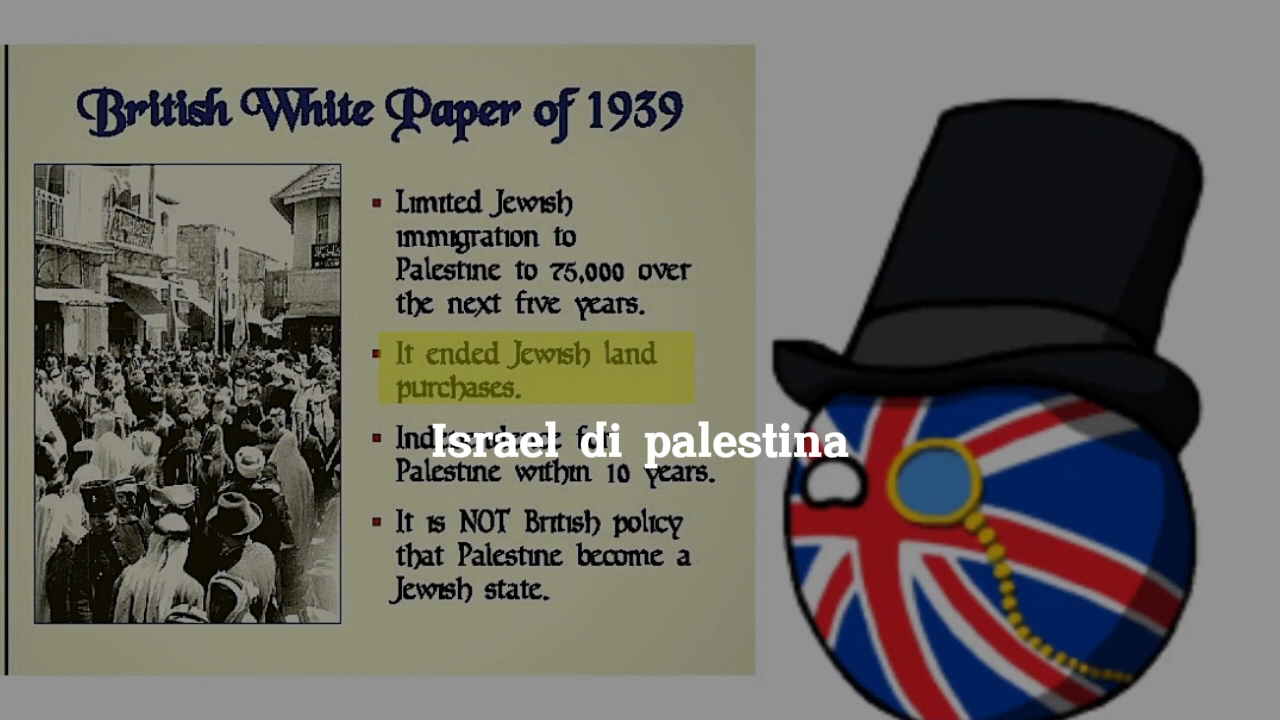 British White Paper of 1939
Limited Jewish
immigration to
Palestine to 75,000 over
the next five years.
It ended Jewish land
purchases.
Israel di palestina
Palestine within 10 years.
It is NOT British policy
that Palestine become a
Jewish state.